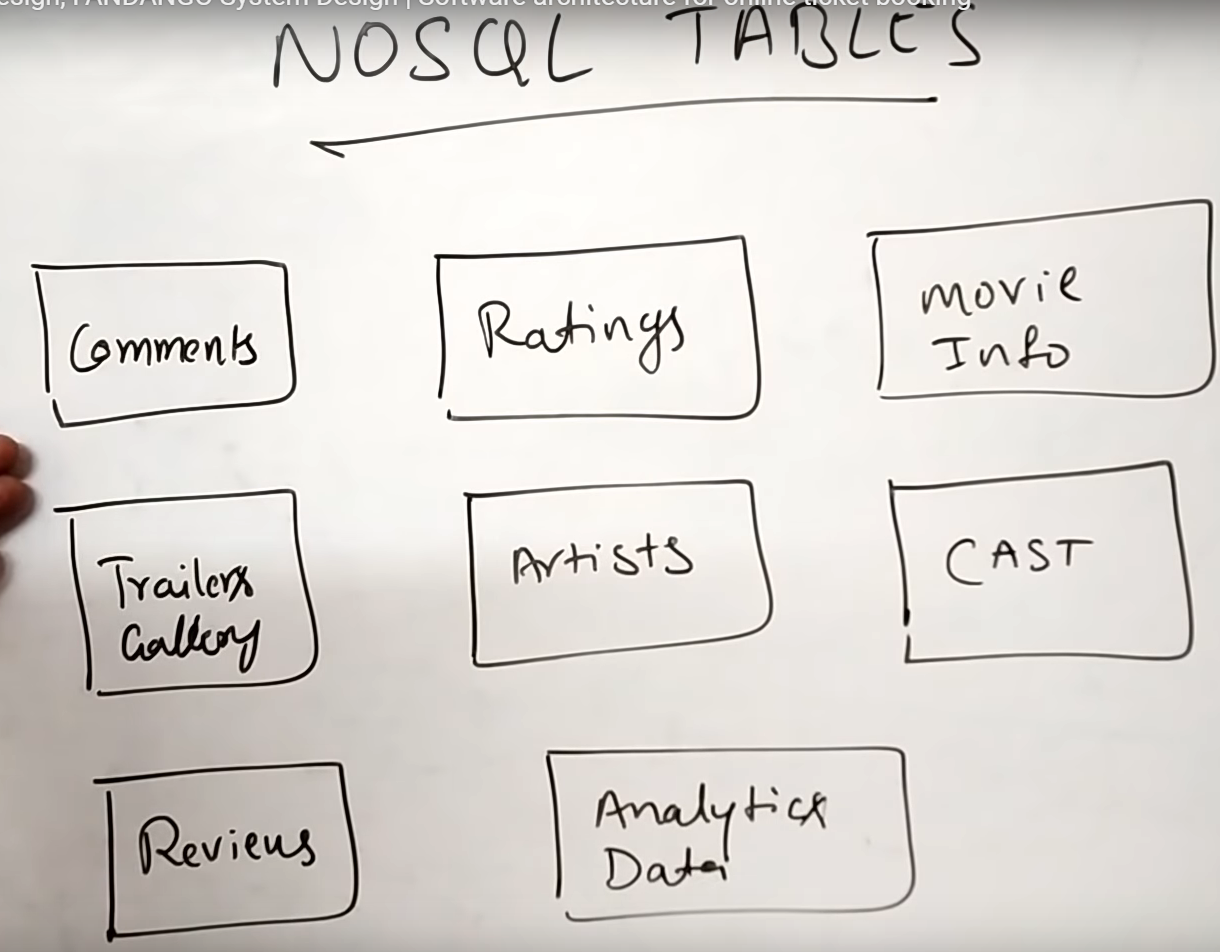 esign, FANDANGO System Design | Software architecture for online ticket booking
NOSQL TABLES
Comments
Ratings
Movie
Info
Trailers
Gallery
Artists
CAST
Reviews
Analytics
Data